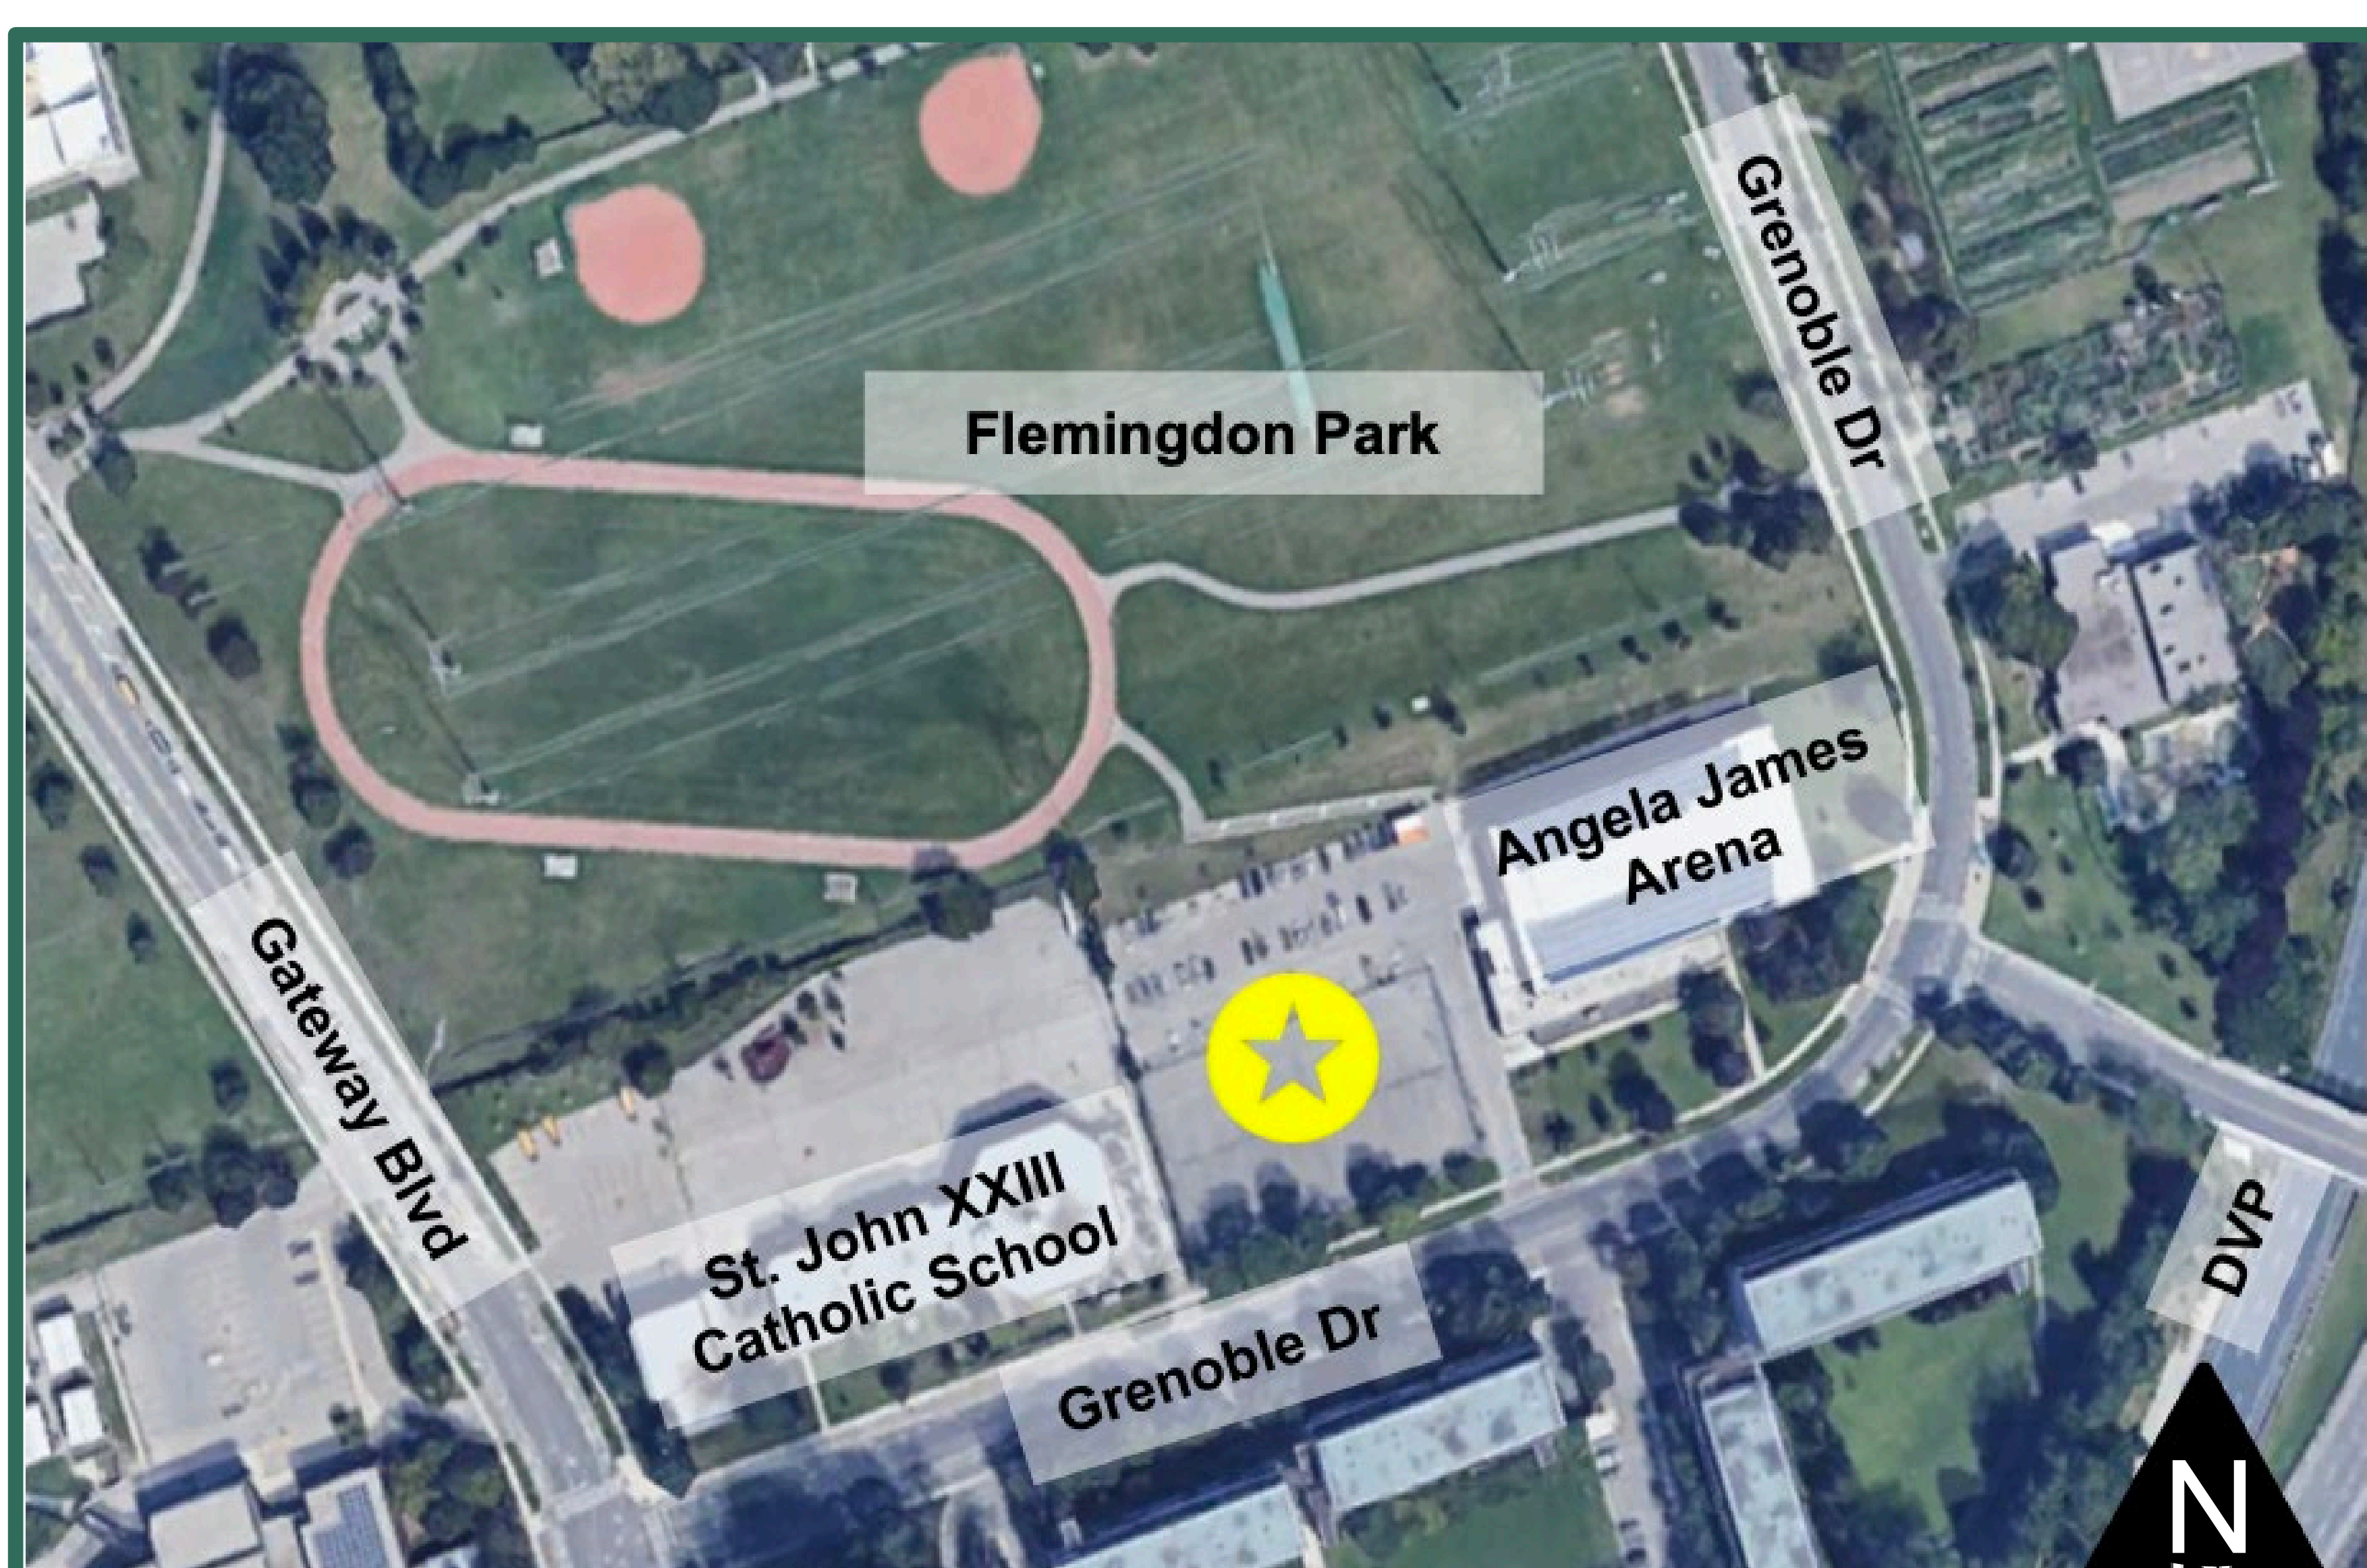 Grenoble Dr
Flemingdon Park
Angela James
Arena
Gateway Blvd
St. John XXIII
Catholic School
DVP
Grenoble Dr
N